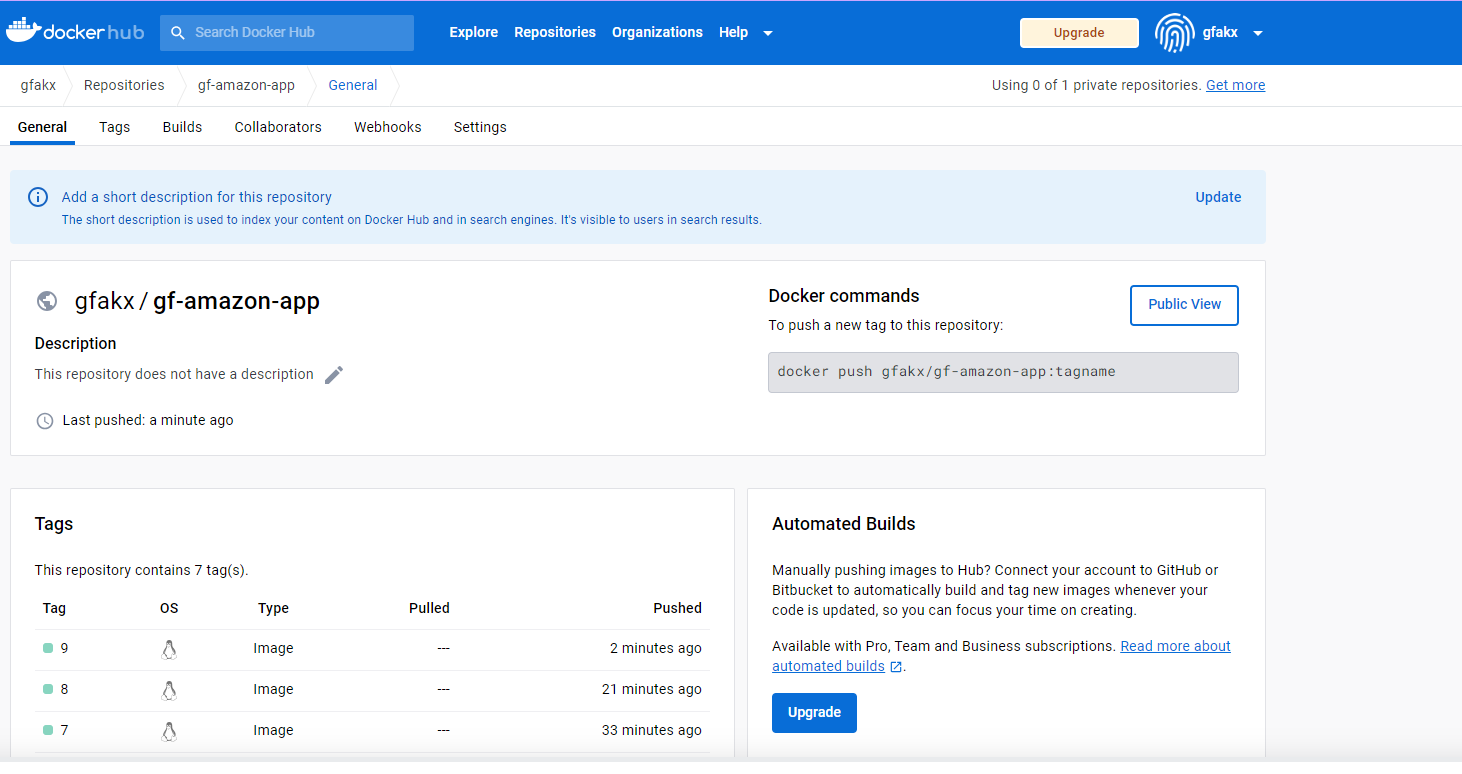 dockerhub Search Docker Hub Explore Repositories Organizations Help Upgrade gfakx
gfakx Repositories gf-amazon-app General Using 0 of 1 private repositories. Get more
General Tags Builds Collaborators Webhooks Settings
Add a short description for this repository Update
The short description is used to index your content on Docker Hub and in search engines. It's visible to users in search results.
gfakx / gf-amazon-app
Description
This repository does not have a description
Last pushed: a minute ago
Docker commands
Public View
To push a new tag to this repository:
docker push gfakx/gf-amazon-app:tagname
Tags
This repository contains 7 tag(s).
Tag OS Type Pulled Pushed
9 Image --- 2 minutes ago
8 Image --- 21 minutes ago
7 Image --- 33 minutes ago
Automated Builds
Manually pushing images to Hub? Connect your account to GitHub or
Bitbucket to automatically build and tag new images whenever your
code is updated, so you can focus your time on creating.
Available with Pro, Team and Business subscriptions. Read more about
automated builds.
Upgrade